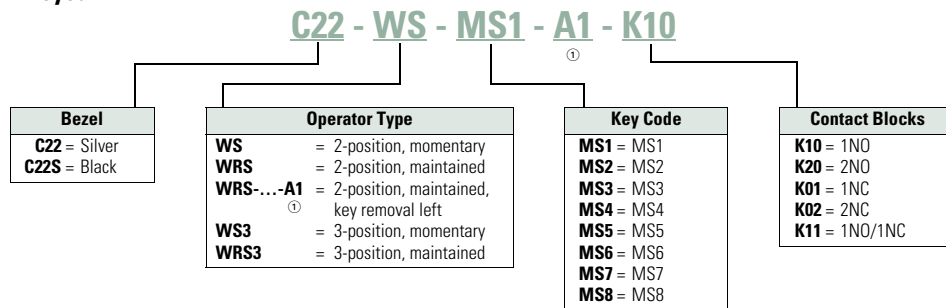 C22 - WS - MS1 - A1 - K10
①
Bezel
C22 = Silver
C22S = Black
Operator Type
WS = 2-position, momentary
WRS = 2-position, maintained
WRS-...-A1 = 2-position, maintained,
① key removal left
WS3 = 3-position, momentary
WRS3 = 3-position, maintained
Key Code
MS1 = MS1
MS2 = MS2
MS3 = MS3
MS4 = MS4
MS5 = MS5
MS6 = MS6
MS7 = MS7
MS8 = MS8
Contact Blocks
K10 = 1NO
K20 = 2NO
K01 = 1NC
K02 = 2NC
K11 = 1NO/1NC